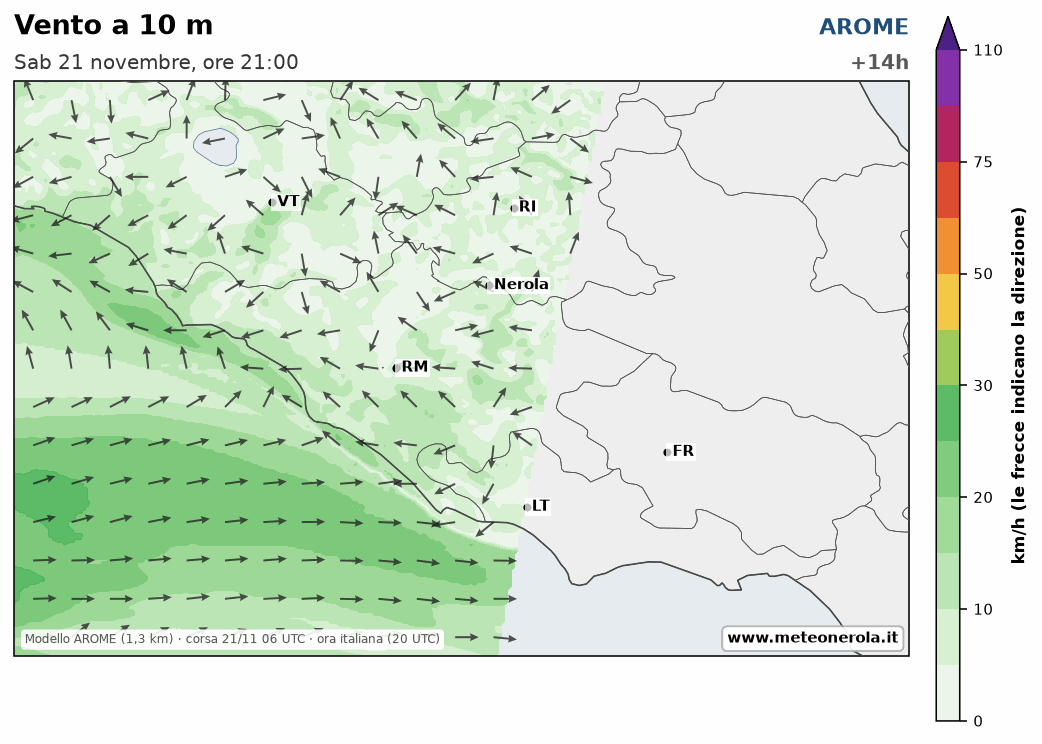 Vento a 10 m
AROME
Sab 21 novembre, ore 21:00
+14h
VT
RI
Nerola
RM
FR
LT
Modello AROME (1,3 km) · corsa 21/11 06 UTC · ora italiana (20 UTC)
www.meteonerola.it
110
75
50
30
20
10
0
km/h (le frecce indicano la direzione)